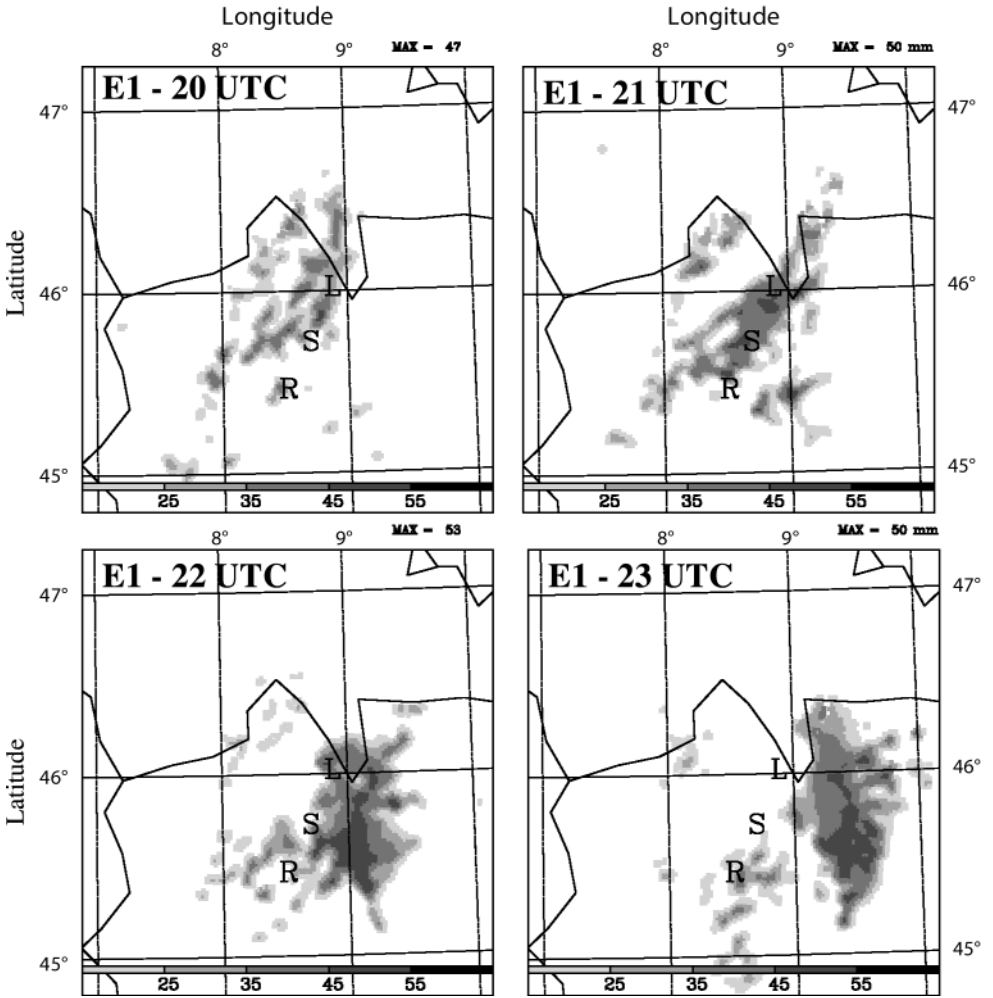 Longitude Longitude
8° 9° MAX = 47 8° 9° MAX = 50 mm
E1 - 20 UTC E1 - 21 UTC
47° 47°
Latitude
L L
46° 46°
S S
R R
45° 45°
25 35 45 55 25 35 45 55
8° 9° MAX = 53 8° 9° MAX = 50 mm
E1 - 22 UTC E1 - 23 UTC
47° 47°
Latitude
L L
46° 46°
S S
R R
45° 45°
25 35 45 55 25 35 45 55